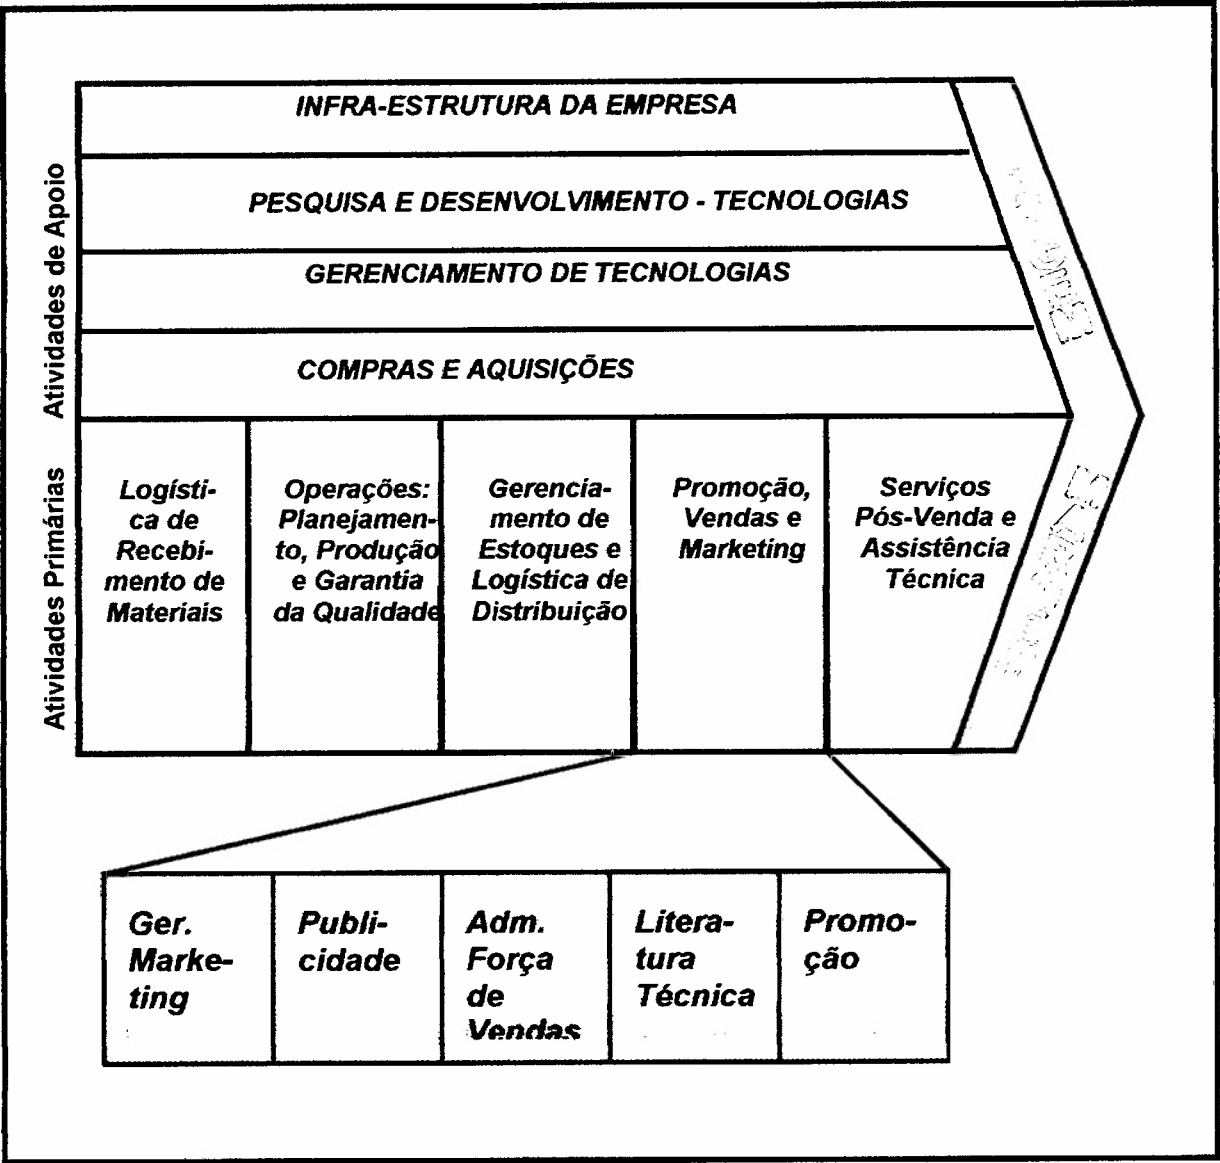 INFRA-ESTRUTURA DA EMPRESA
PESQUISA E DESENVOLVIMENTO - TECNOLOGIAS
GERENCIAMENTO DE TECNOLOGIAS
COMPRAS E AQUISIÇÕES
Atividades de Apoio
Atividades Primárias
Logísti-
ca de
Recebi-
mento de
Materiais
Operações:
Planejamen-
to, Produção
e Garantia
da Qualidade
Gerencia-
mento de
Estoques e
Logística de
Distribuição
Promoção,
Vendas e
Marketing
Serviços
Pós-Venda e
Assistência
Técnica
Ger.
Marke-
ting
Publi-
cidade
Adm.
Força
de
Vendas
Litera-
tura
Técnica
Promo-
ção